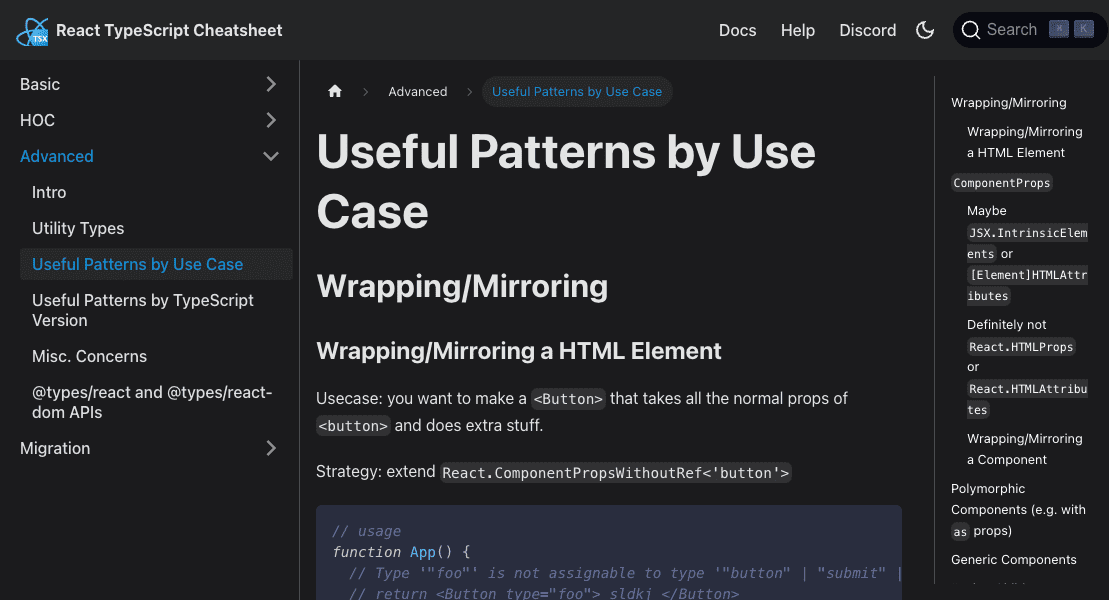 React TypeScript Cheatsheet
Docs
Help
Discord
Search
⌘
K
Basic
HOC
Advanced
Intro
Utility Types
Useful Patterns by Use Case
Useful Patterns by TypeScript
Version
Misc. Concerns
@types/react and @types/react-
dom APIs
Migration
Advanced
Useful Patterns by Use Case
Useful Patterns by Use
Case
Wrapping/Mirroring
Wrapping/Mirroring a HTML Element
Usecase: you want to make a <Button> that takes all the normal props of
<button> and does extra stuff.
Strategy: extend React.ComponentPropsWithoutRef<'button'>
// usage
function App() {
// Type '"foo"' is not assignable to type '"button" | "submit" |
// return <Button type="foo"> sldkj </Button>
Wrapping/Mirroring
Wrapping/Mirroring
a HTML Element
ComponentProps
Maybe
JSX.IntrinsicElem
ents or
[Element]HTMLAttr
ibutes
Definitely not
React.HTMLProps
or
React.HTMLAttribu
tes
Wrapping/Mirroring
a Component
Polymorphic
Components (e.g. with
as props)
Generic Components
TSX